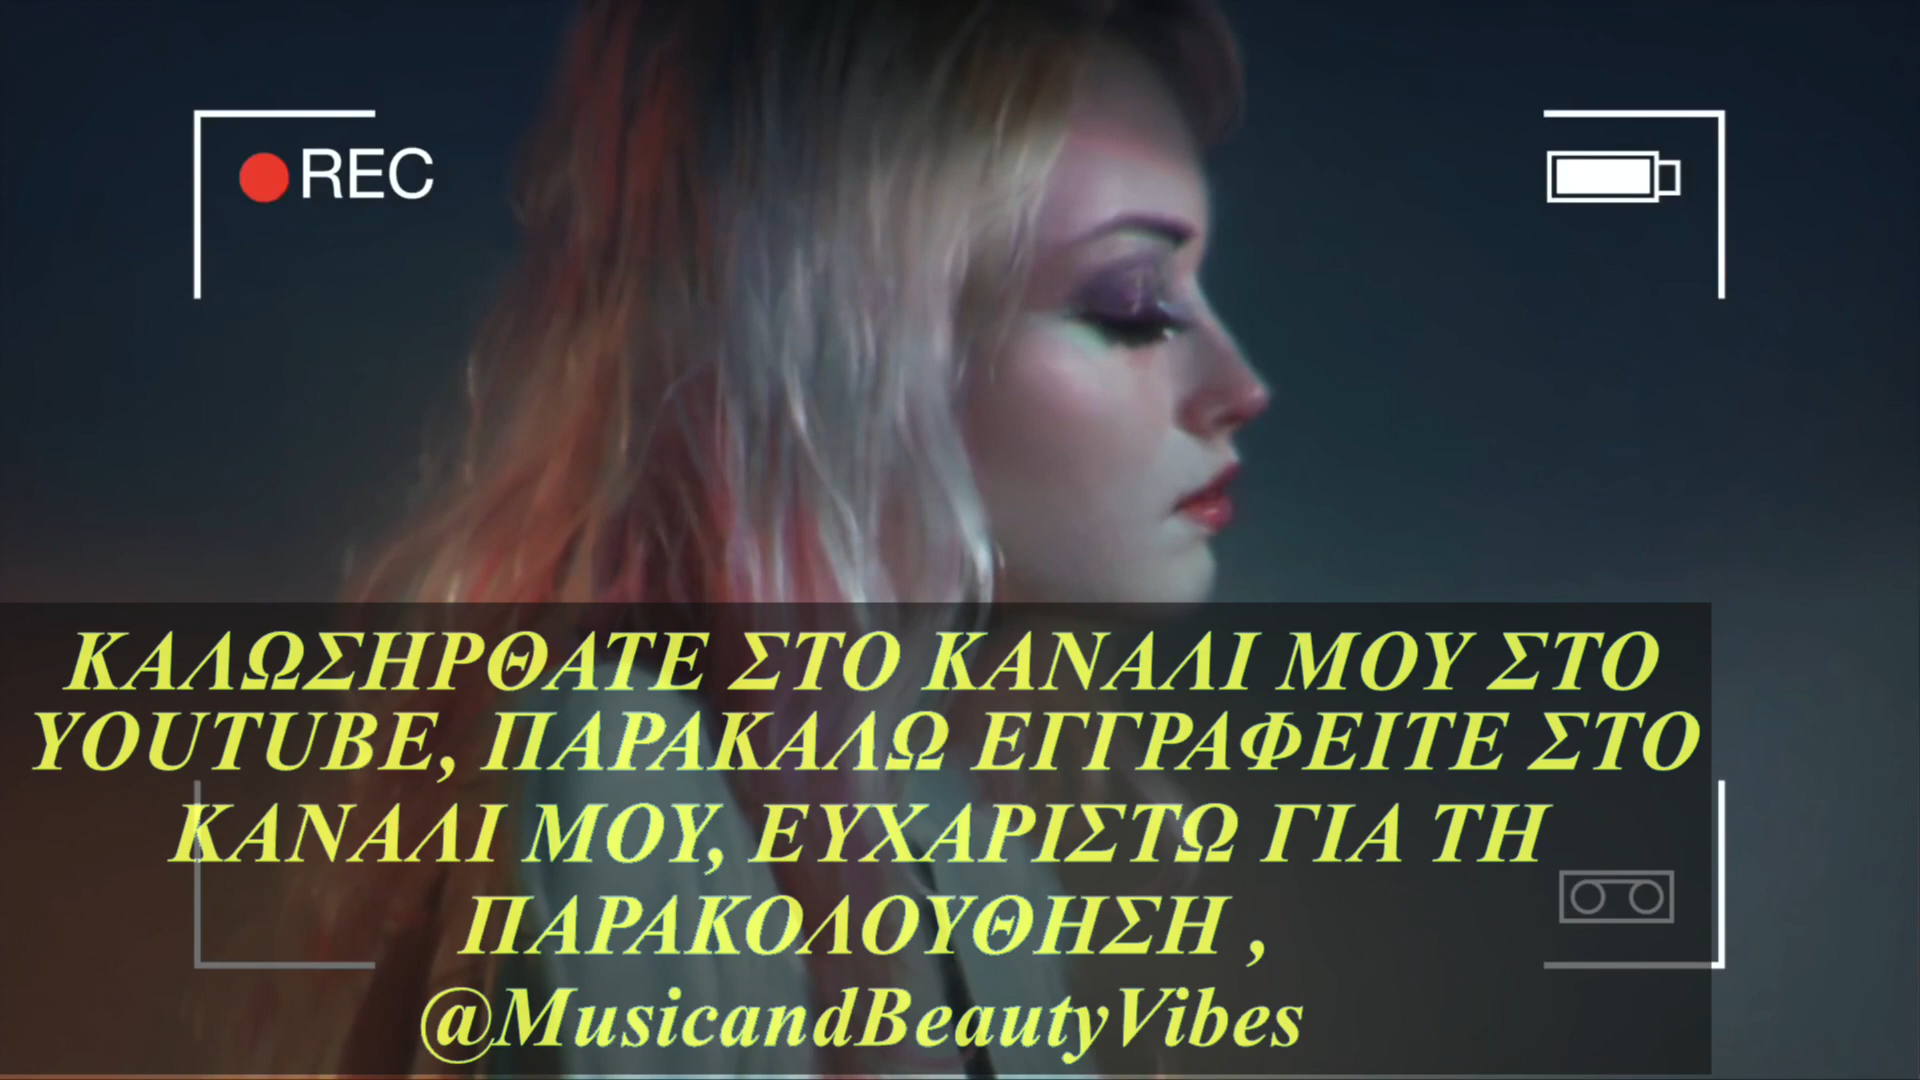 REC
ΚΑΛΩΣΗΡΘΑΤΕ ΣΤΟ ΚΑΝΑΛΙ ΜΟΥ ΣΤΟ
YOUTUBE, ΠΑΡΑΚΑΛΩ ΕΓΓΡΑΦΕΙΤΕ ΣΤΟ
ΚΑΝΑΛΙ ΜΟΥ, ΕΥΧΑΡΙΣΤΩ ΓΙΑ ΤΗ
ΠΑΡΑΚΟΛΟΥΘΗΣΗ ,
@MusicandBeautyVibes